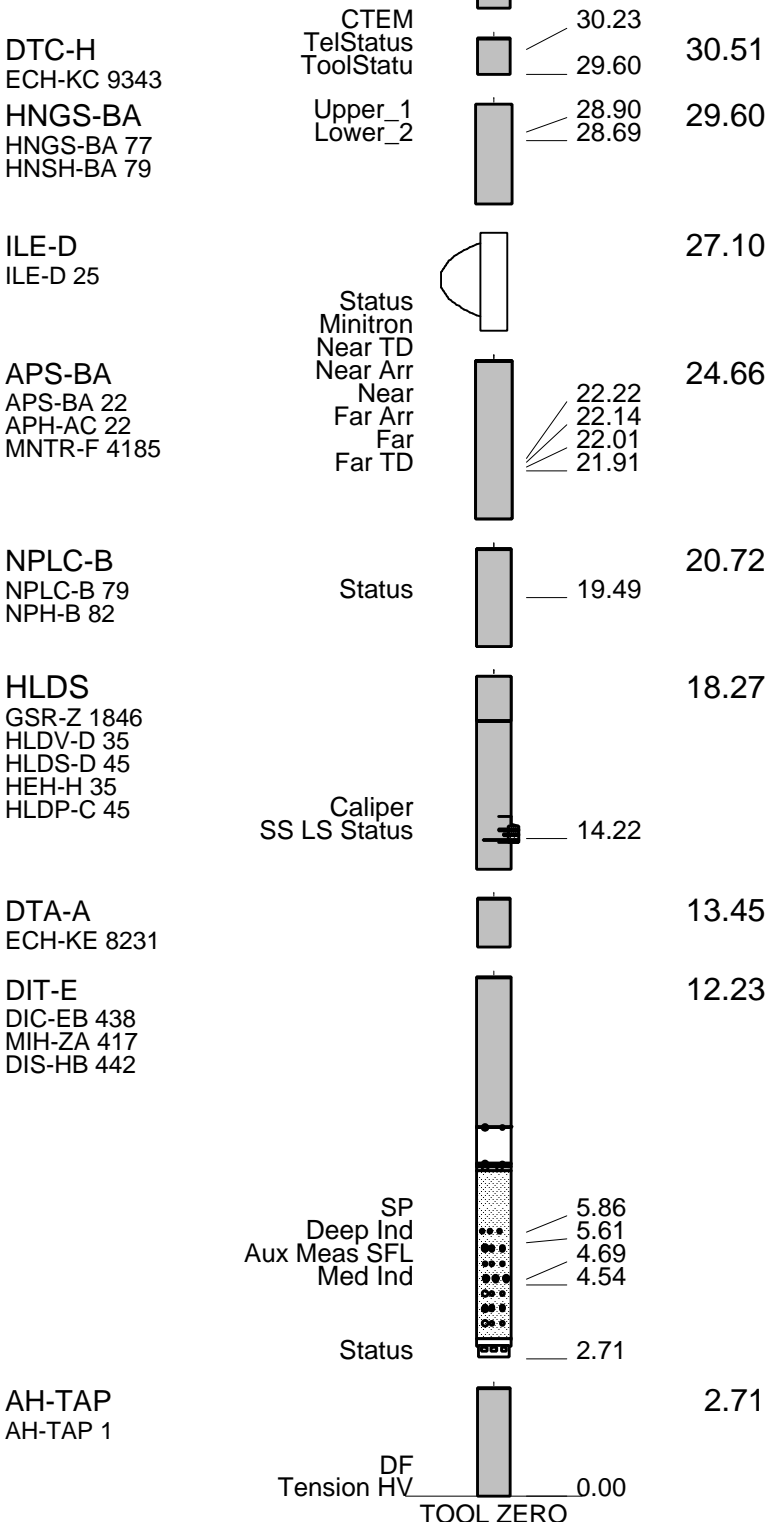 CTEM 30.23
DTC-H TelStatus 30.51
ECH-KC 9343 ToolStatu 29.60
HNGS-BA Upper_1 28.90 29.60
HNGS-BA 77 Lower_2 28.69
HNSH-BA 79
ILE-D 27.10
ILE-D 25
Status
Minitron
Near TD
APS-BA Near Arr 24.66
APS-BA 22 Near 22.22
APH-AC 22 Far Arr 22.14
MNTR-F 4185 Far 22.01
Far TD 21.91
NPLC-B 20.72
NPLC-B 79 Status 19.49
NPH-B 82
HLDS 18.27
GSR-Z 1846
HLDV-D 35
HLDS-D 45
HEH-H 35
HLDP-C 45 Caliper
SS LS Status 14.22
DTA-A 13.45
ECH-KE 8231
DIT-E 12.23
DIC-EB 438
MIH-ZA 417
DIS-HB 442
SP 5.86
Deep Ind 5.61
Aux Meas SFL 4.69
Med Ind 4.54
Status 2.71
AH-TAP 2.71
AH-TAP 1
DF
Tension HV 0.00
TOOL ZERO